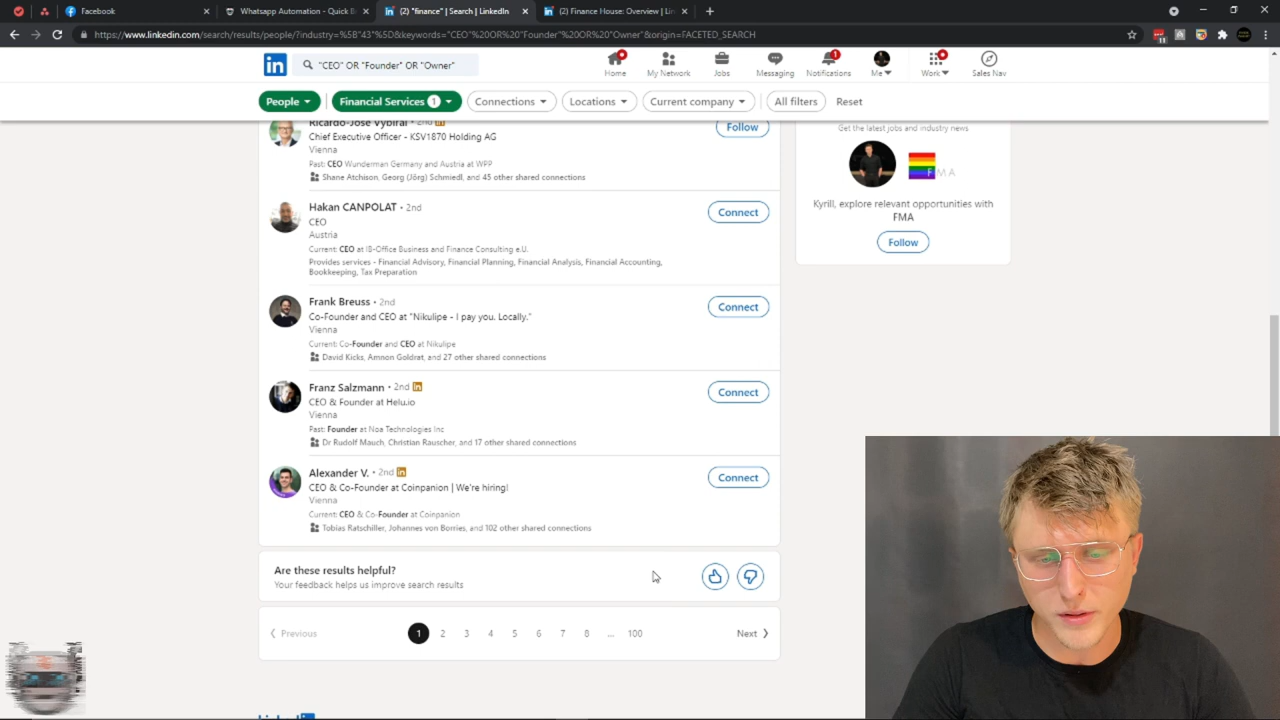 Facebook
Whatsapp Automation - Quick B
(2) "finance" | Search | LinkedIn
(2) Finance House: Overview | Lin
https://www.linkedin.com/search/results/people/?industry=%5B"43"%5D&keywords="CEO"%20OR%20"Founder"%20OR%20"Owner"&origin=FACETED_SEARCH
11
in
"CEO" OR "Founder" OR "Owner"
1
Home
My Network
Jobs
Messaging
Notifications
Me
Work
Sales Nav
People
Financial Services 1
Connections
Locations
Current company
All filters
Reset
Ricardo-Jose Vybiral • 2nd in
Follow
Chief Executive Officer - KSV1870 Holding AG
Vienna
Past: CEO Wunderman Germany and Austria at WPP
Shane Atchison, Georg (Jörg) Schmiedl, and 45 other shared connections
Hakan CANPOLAT • 2nd
Connect
CEO
Austria
Current: CEO at IB-Office Business and Finance Consulting e.U.
Provides services - Financial Advisory, Financial Planning, Financial Analysis, Financial Accounting,
Bookkeeping, Tax Preparation
Frank Breuss • 2nd
Connect
Co-Founder and CEO at "Nikulipe - I pay you. Locally."
Vienna
Current: Co-Founder and CEO at Nikulipe
David Kicks, Amnon Goldrat, and 27 other shared connections
Franz Salzmann • 2nd in
Connect
CEO & Founder at Helu.io
Vienna
Past: Founder at Noa Technologies Inc
Dr Rudolf Mauch, Christian Rauscher, and 17 other shared connections
Alexander V. • 2nd in
Connect
CEO & Co-Founder at Coinpanion | We're hiring!
Vienna
Current: CEO & Co-Founder at Coinpanion
Tobias Ratschiller, Johannes von Borries, and 102 other shared connections
Are these results helpful?
Your feedback helps us improve search results
Previous
1 2 3 4 5 6 7 8 ... 100
Next
Get the latest jobs and industry news
F M A
Kyrill, explore relevant opportunities with
FMA
Follow